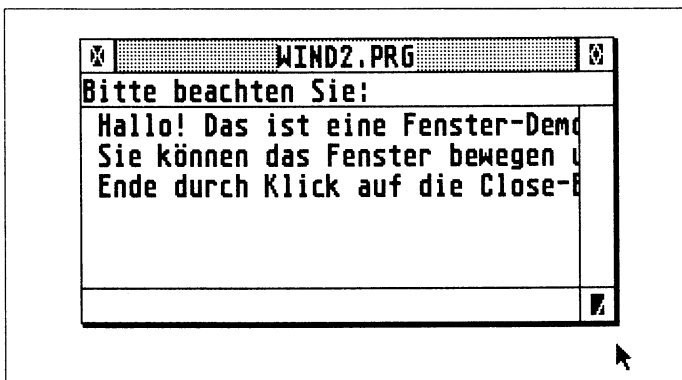 WIND2.PRG
Bitte beachten Sie:
Hallo! Das ist eine Fenster-Demo
Sie können das Fenster bewegen
Ende durch Klick auf die Close-